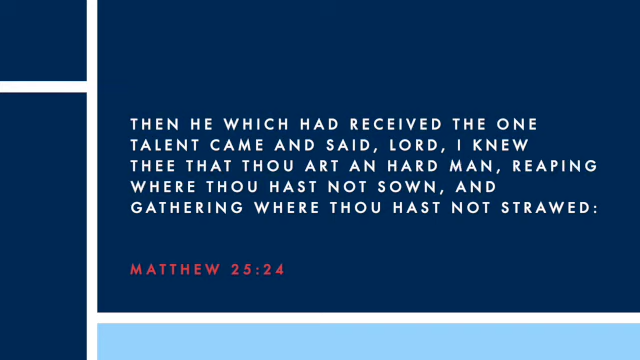 THEN HE WHICH HAD RECEIVED THE ONE
TALENT CAME AND SAID, LORD, I KNEW
THEE THAT THOU ART AN HARD MAN, REAPING
WHERE THOU HAST NOT SOWN, AND
GATHERING WHERE THOU HAST NOT STRAWED:
MATTHEW 25:24